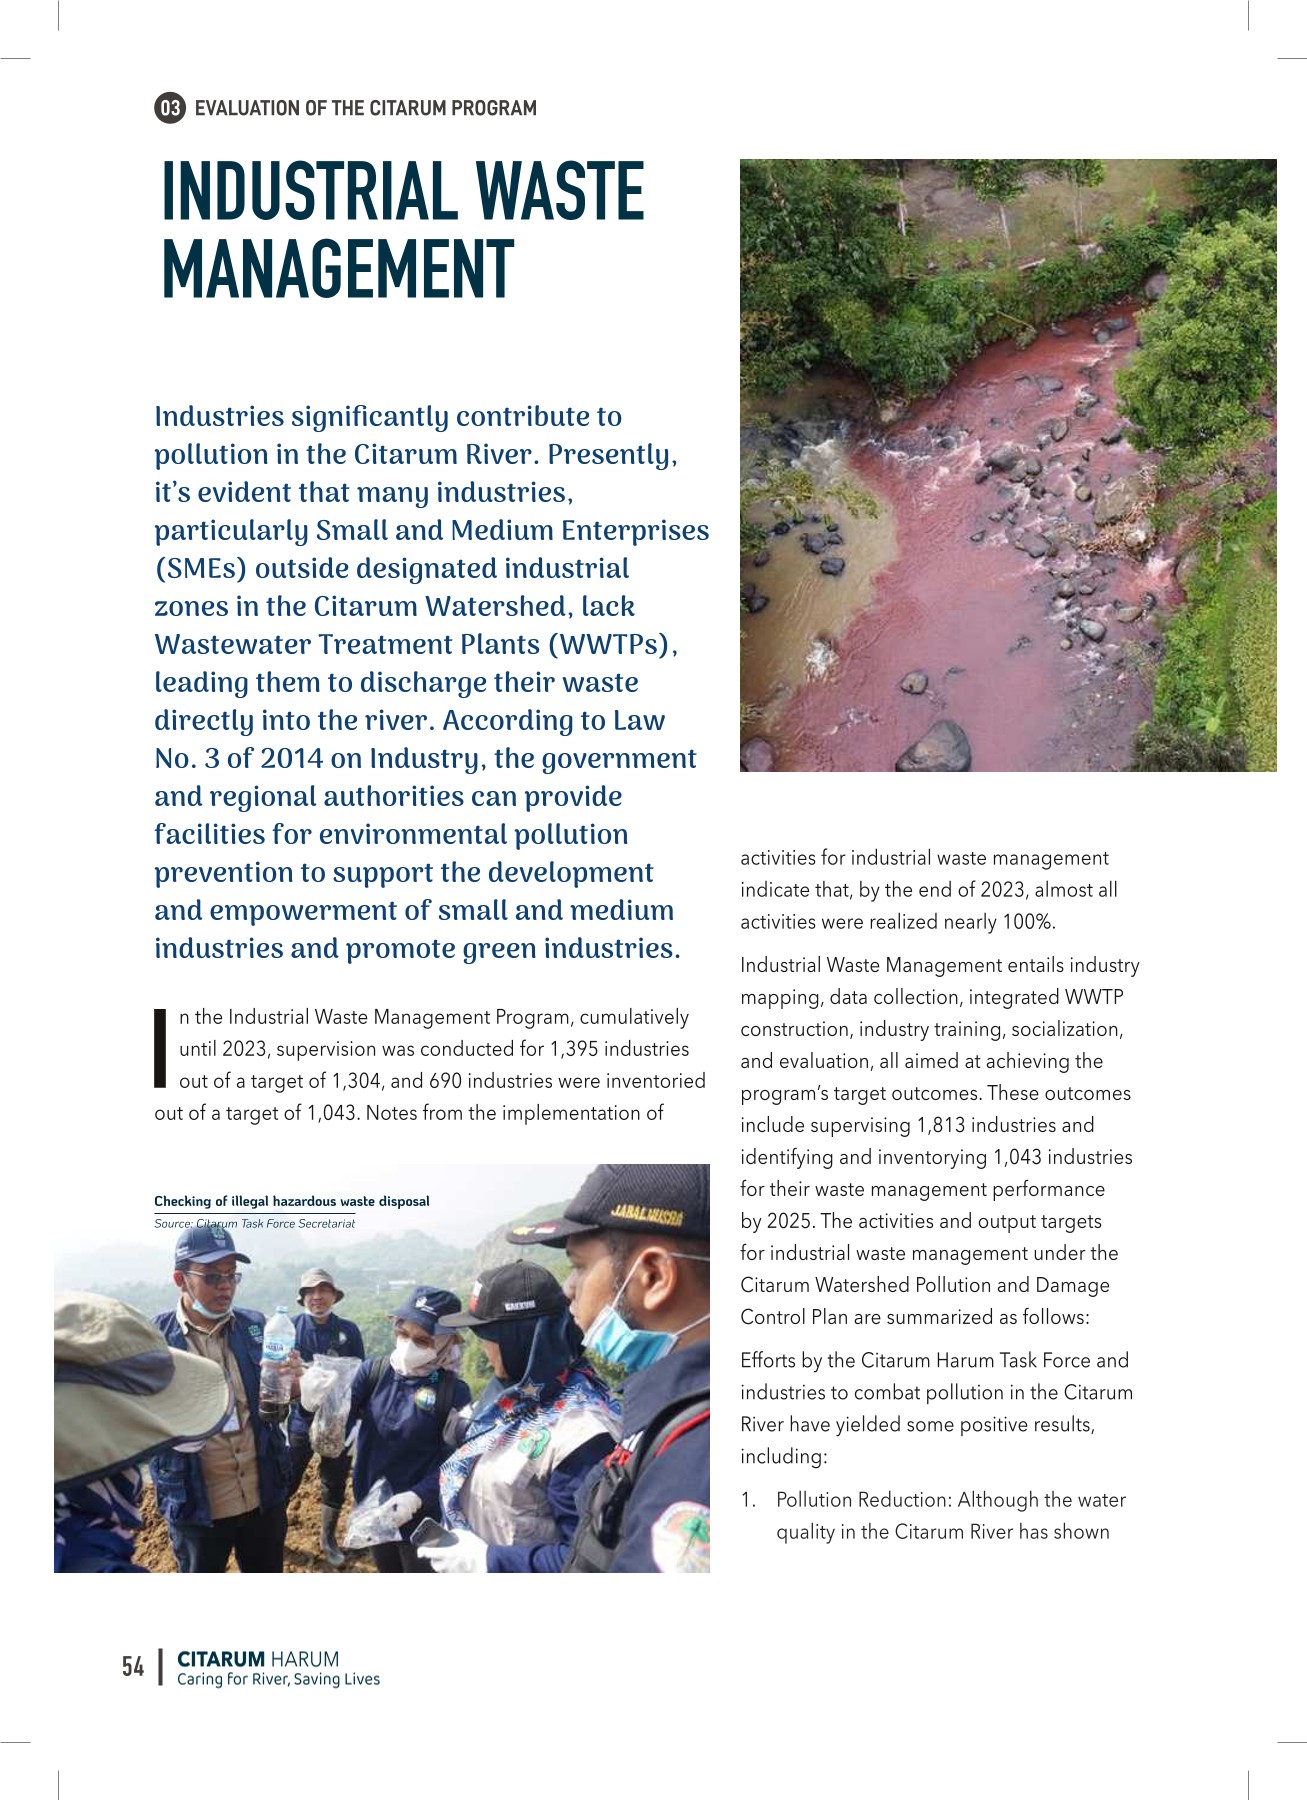 03 EVALUATION OF THE CITARUM PROGRAM
INDUSTRIAL WASTE
MANAGEMENT
Industries significantly contribute to
pollution in the Citarum River. Presently,
it's evident that many industries,
particularly Small and Medium Enterprises
(SMEs) outside designated industrial
zones in the Citarum Watershed, lack
Wastewater Treatment Plants (WWTPs),
leading them to discharge their waste
directly into the river. According to Law
No. 3 of 2014 on Industry, the government
and regional authorities can provide
facilities for environmental pollution
prevention to support the development
and empowerment of small and medium
industries and promote green industries.
In the Industrial Waste Management Program, cumulatively
until 2023, supervision was conducted for 1,395 industries
out of a target of 1,304, and 690 industries were inventoried
out of a target of 1,043. Notes from the implementation of
Checking of illegal hazardous waste disposal
Source: Citarum Task Force Secretariat
JABALNUSRA
GAKKUM
activities for industrial waste management
indicate that, by the end of 2023, almost all
activities were realized nearly 100%.
Industrial Waste Management entails industry
mapping, data collection, integrated WWTP
construction, industry training, socialization,
and evaluation, all aimed at achieving the
program's target outcomes. These outcomes
include supervising 1,813 industries and
identifying and inventorying 1,043 industries
for their waste management performance
by 2025. The activities and output targets
for industrial waste management under the
Citarum Watershed Pollution and Damage
Control Plan are summarized as follows:
Efforts by the Citarum Harum Task Force and
industries to combat pollution in the Citarum
River have yielded some positive results,
including:
1. Pollution Reduction: Although the water
quality in the Citarum River has shown
54
CITARUM HARUM
Caring for River, Saving Lives